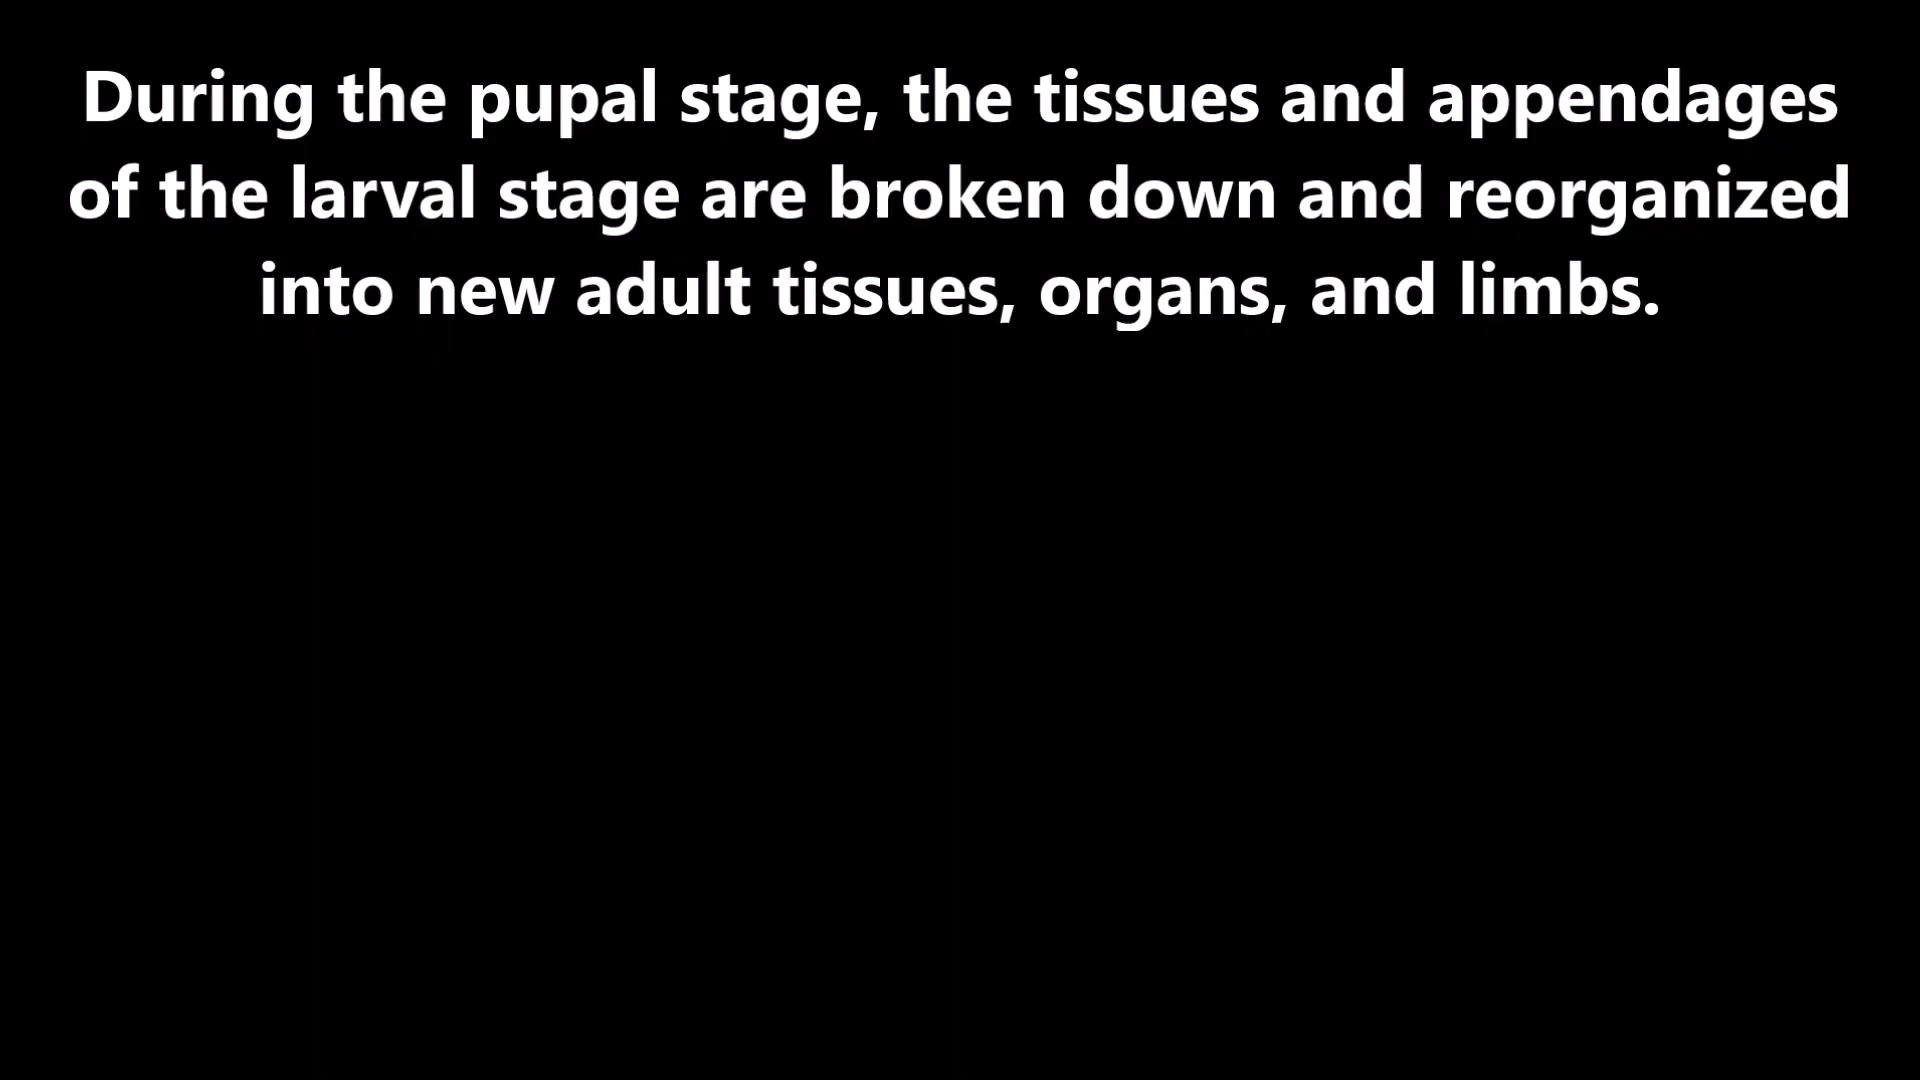 During the pupal stage, the tissues and appendages
of the larval stage are broken down and reorganized
into new adult tissues, organs, and limbs.